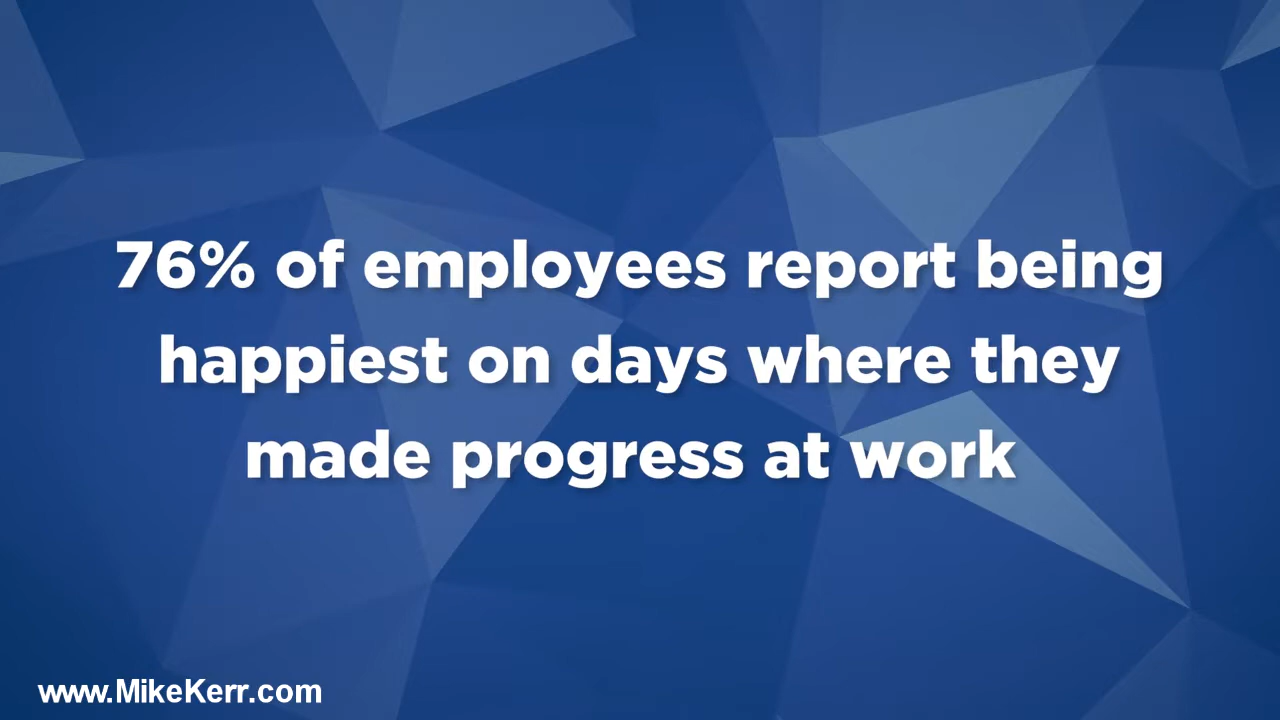 76% of employees report being
happiest on days where they
made progress at work
www.MikeKerr.com